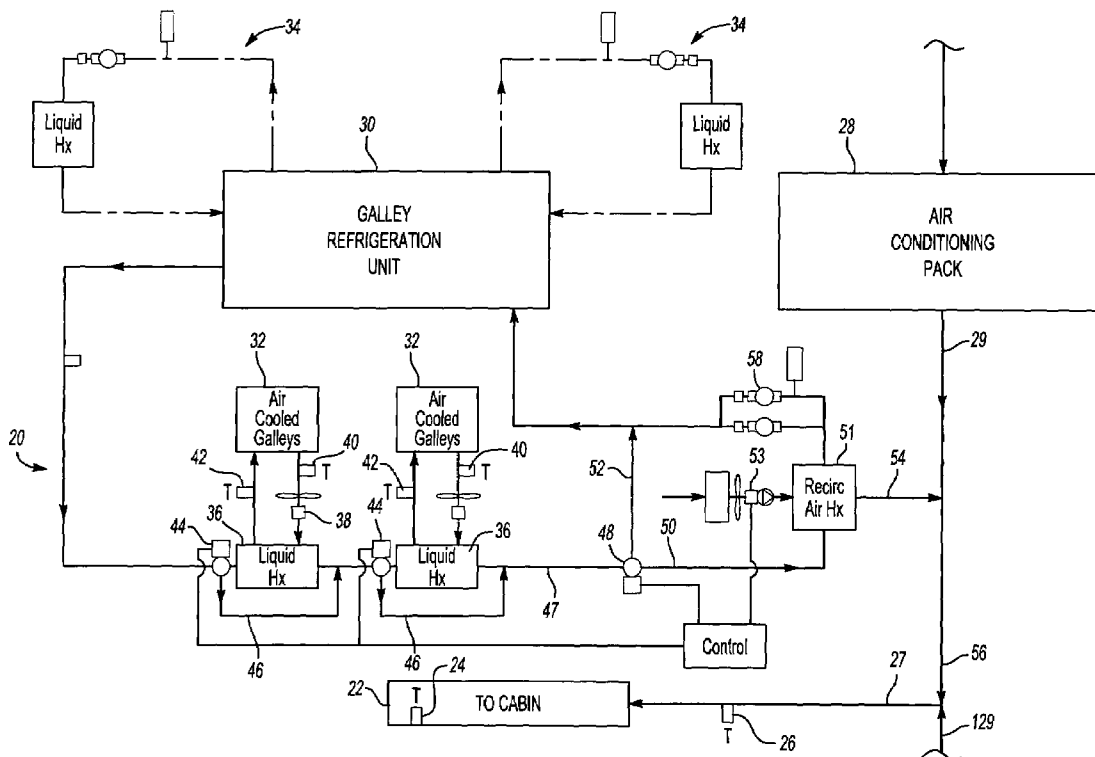 34
34
Liquid
Hx
30
Liquid
Hx
28
GALLEY
REFRIGERATION
UNIT
AIR
CONDITIONING
PACK
29
32
32
58
Air
Cooled
Galleys
Air
Cooled
Galleys
20
40
T
42
T
40
T
42
T
52
53
51
54
Recirc
Air Hx
44
36
38
44
36
48
50
Liquid
Hx
Liquid
Hx
47
46
46
Control
56
27
24
22
T
TO CABIN
T
26
129